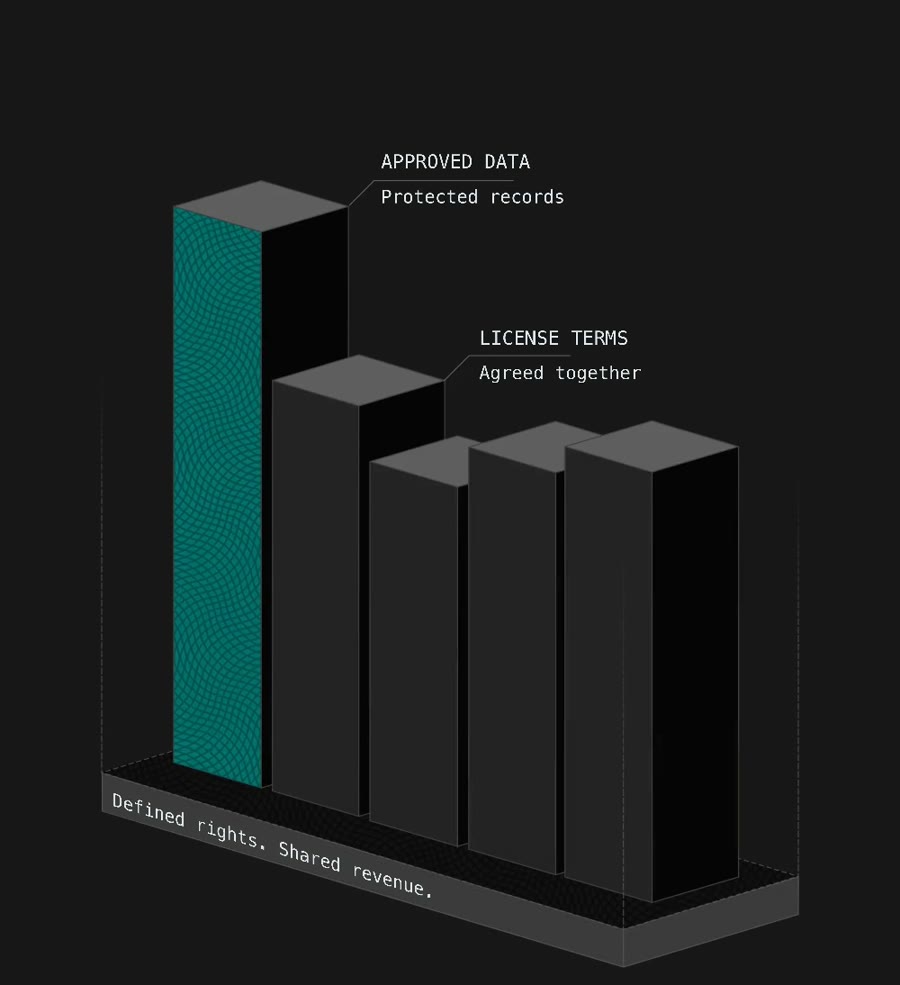 APPROVED DATA
Protected records
LICENSE TERMS
Agreed together
Defined rights. Shared revenue.